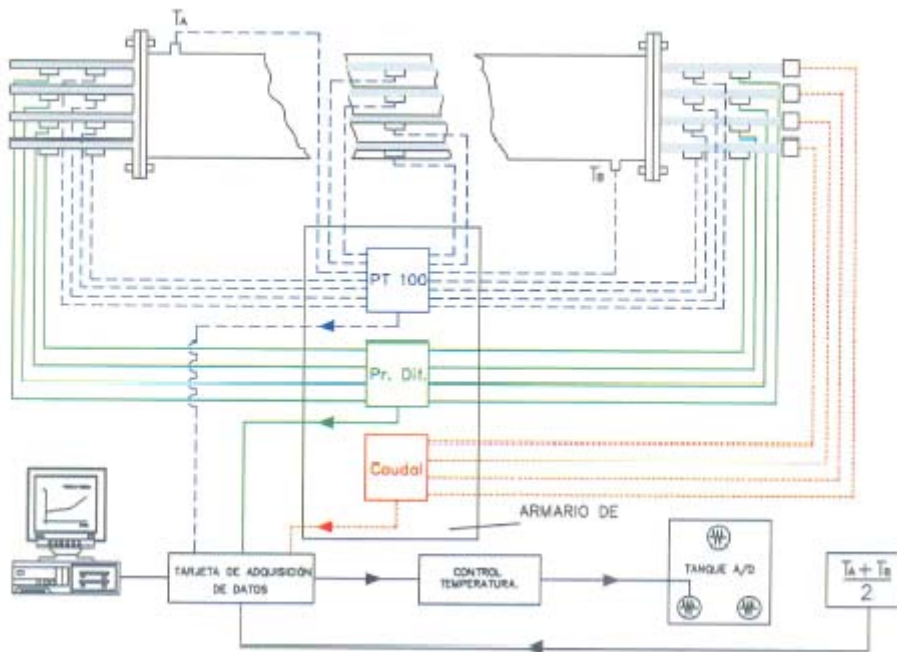 TA
TB
PT 100
Pr. Dif.
Caudal
ARMARIO DE
TARJETA DE ADQUISICIÓN
DE DATOS
CONTROL
TEMPERATURA.
TANQUE A/D
TA + TB
2